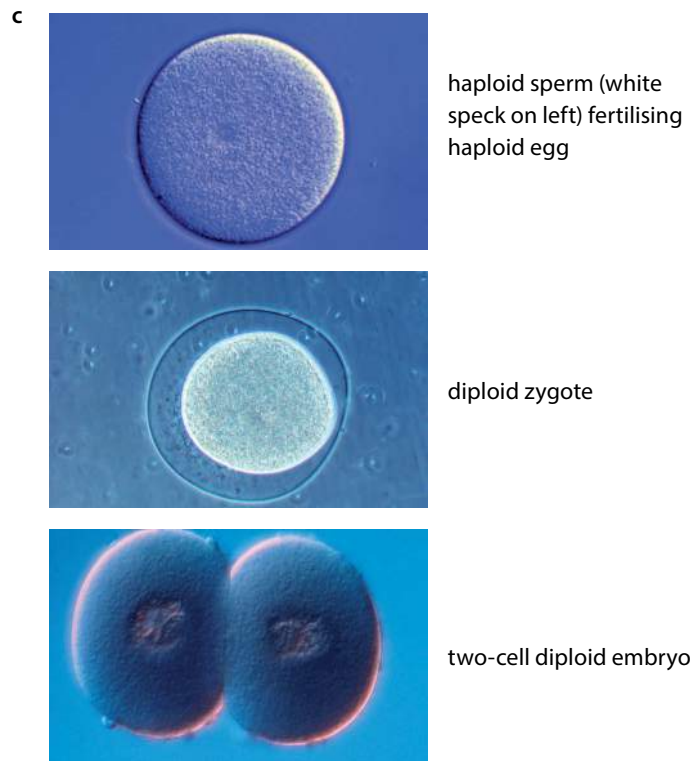 c
haploid sperm (white
speck on left) fertilising
haploid egg
diploid zygote
two-cell diploid embryo